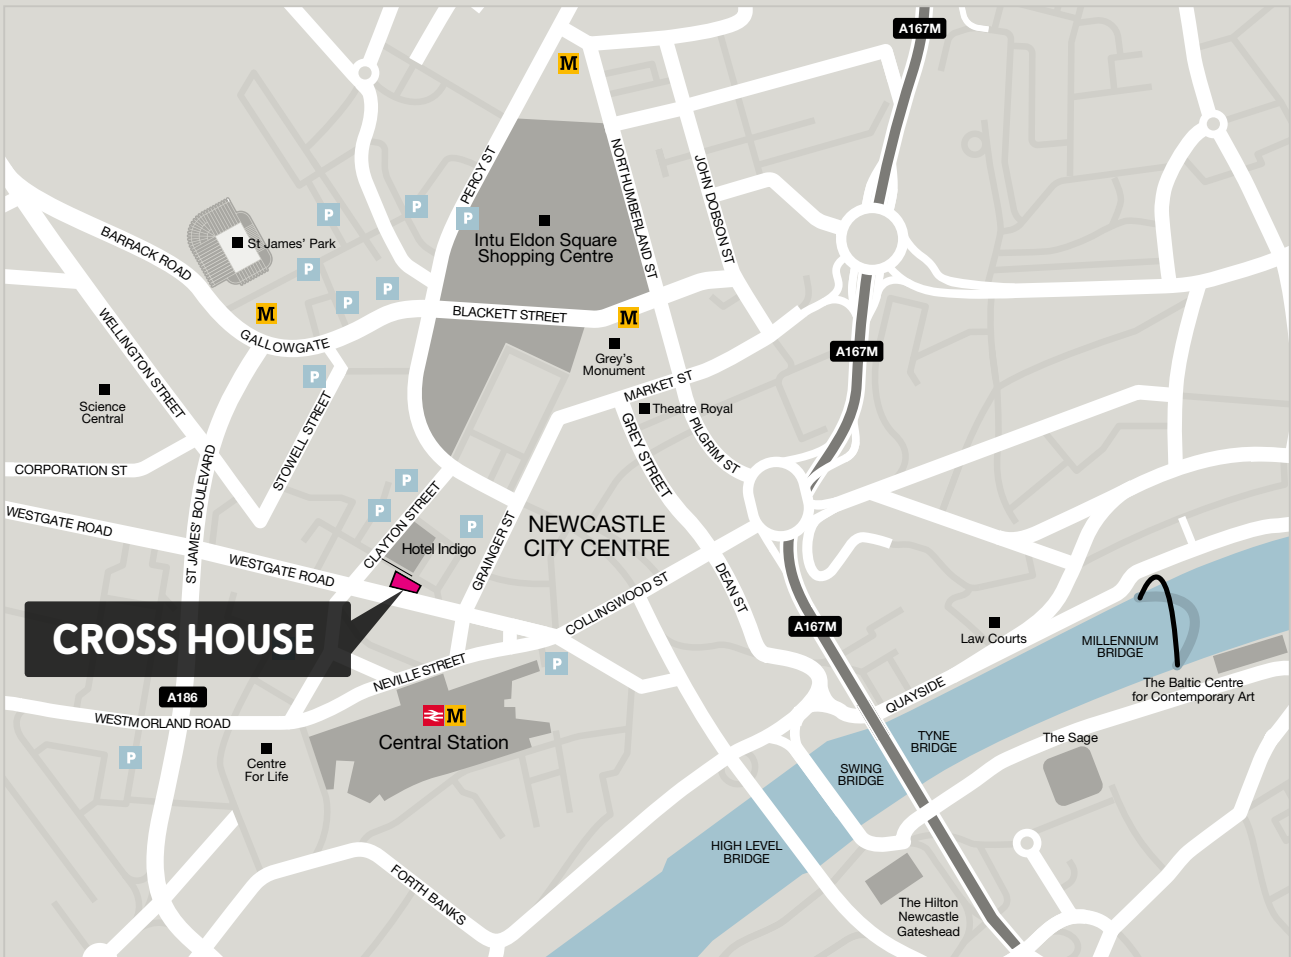 A167M
M
PERCY ST
NORTHUMBERLAND ST
JOHN DOBSON ST
P
P
P
BARRACK ROAD
St James' Park
Intu Eldon Square
Shopping Centre
P
P
P
M
GALLOWGATE
BLACKETT STREET
M
WELLINGTON STREET
Grey's
Monument
A167M
P
MARKET ST
Science
Central
STOWELL STREET
Theatre Royal
GREY STREET
PILGRIM ST
CORPORATION ST
ST JAMES' BOULEVARD
P
P
CLAYTON STREET
WESTGATE ROAD
P
GRAINGER ST
NEWCASTLE
CITY CENTRE
Hotel Indigo
WESTGATE ROAD
COLLINGWOOD ST
DEAN ST
CROSS HOUSE
A167M
Law Courts
MILLENNIUM
BRIDGE
P
NEVILLE STREET
QUAYSIDE
The Baltic Centre
for Contemporary Art
A186
WESTMORLAND ROAD
M
Central Station
P
Centre
For Life
TYNE
BRIDGE
The Sage
SWING
BRIDGE
HIGH LEVEL
BRIDGE
FORTH BANKS
The Hilton
Newcastle
Gateshead